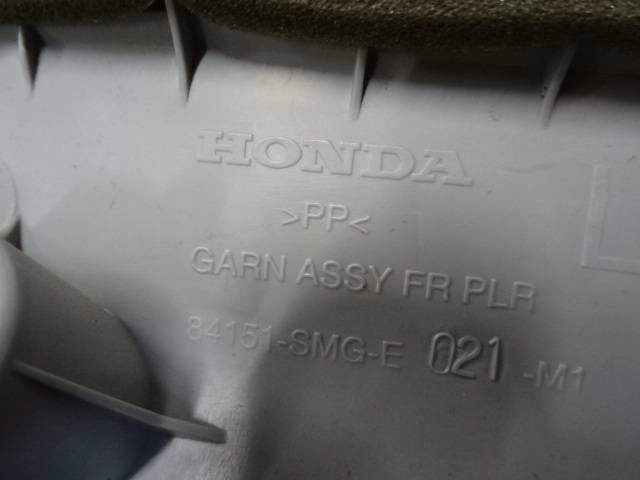 HONDA
>PP<
GARN ASSY FR PLR
84151-SMG-E 021 -M1